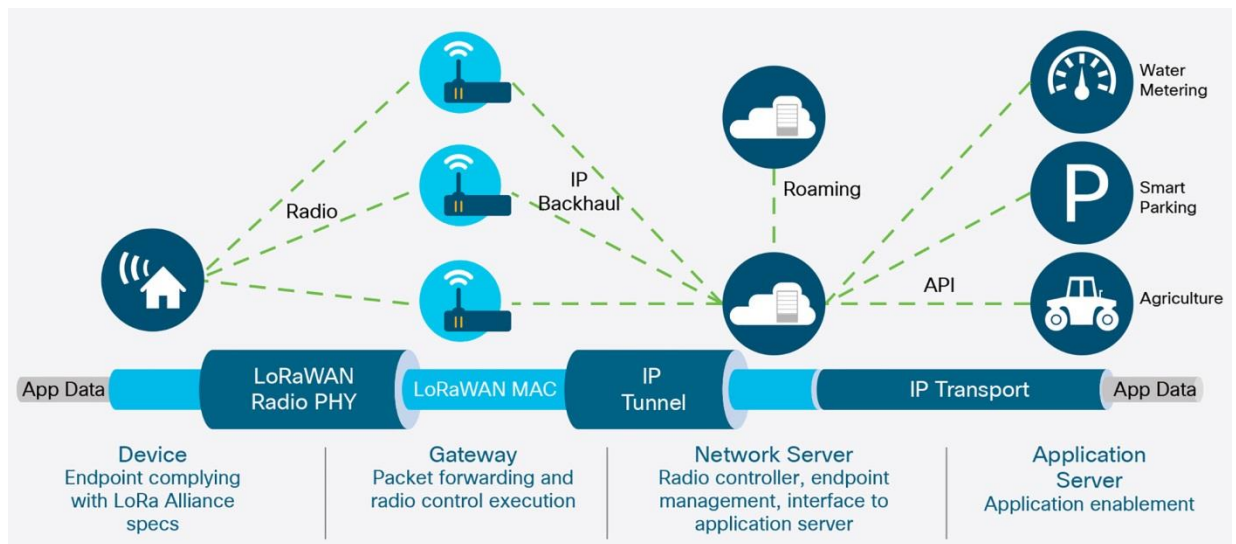 Water
Metering
Roaming
IP
Backhaul
Radio
P
Smart
Parking
API
Agriculture
App Data
LoRaWAN
Radio PHY
LoRaWAN MAC
IP
Tunnel
IP Transport
App Data
Device
Endpoint complying
with LoRa Alliance
specs
Gateway
Packet forwarding and
radio control execution
Network Server
Radio controller, endpoint
management, interface to
application server
Application
Server
Application enablement